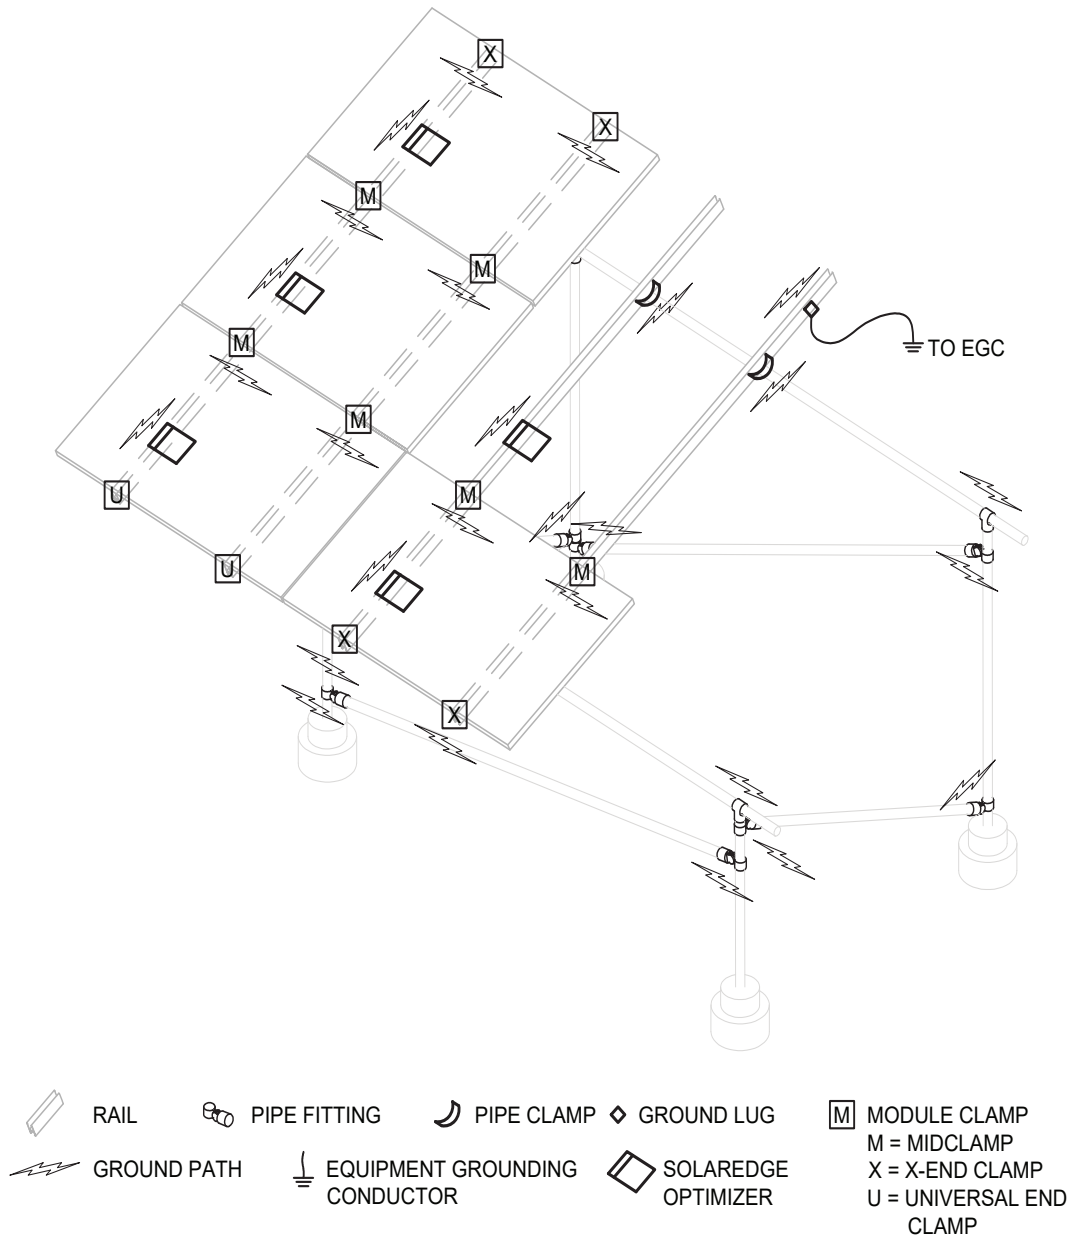 X
X
M
M
M
TO EGC
M
U
M
U
M
X
X
RAIL
PIPE FITTING
PIPE CLAMP
GROUND LUG
M
MODULE CLAMP
M = MIDCLAMP
X = X-END CLAMP
U = UNIVERSAL END
CLAMP
GROUND PATH
EQUIPMENT GROUNDING
CONDUCTOR
SOLAREDGE
OPTIMIZER